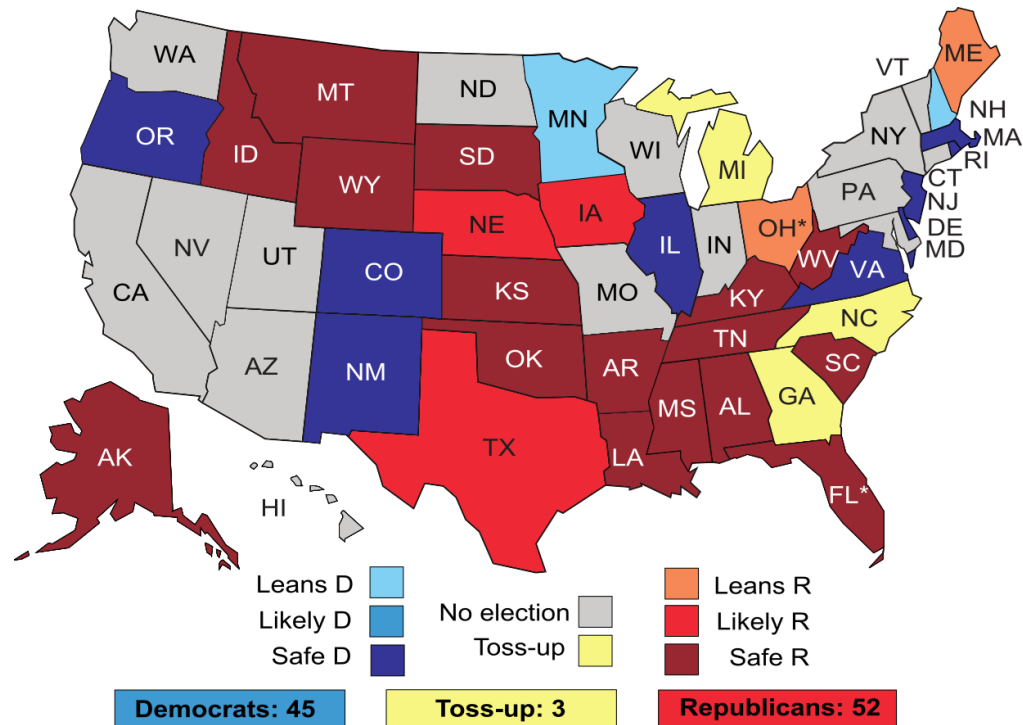 WA
MT
ND
MN
VT
ME
NH
MA
RI
CT
NJ
DE
MD
OR
ID
SD
WI
NY
MI
PA
WY
NE
IA
IL
IN
OH*
WV
VA
NV
UT
CO
KS
MO
KY
CA
NC
TN
SC
AZ
NM
OK
AR
MS
AL
GA
TX
LA
FL*
AK
HI
Leans D
Likely D
Safe D
No election
Toss-up
Leans R
Likely R
Safe R
Democrats: 45
Toss-up: 3
Republicans: 52